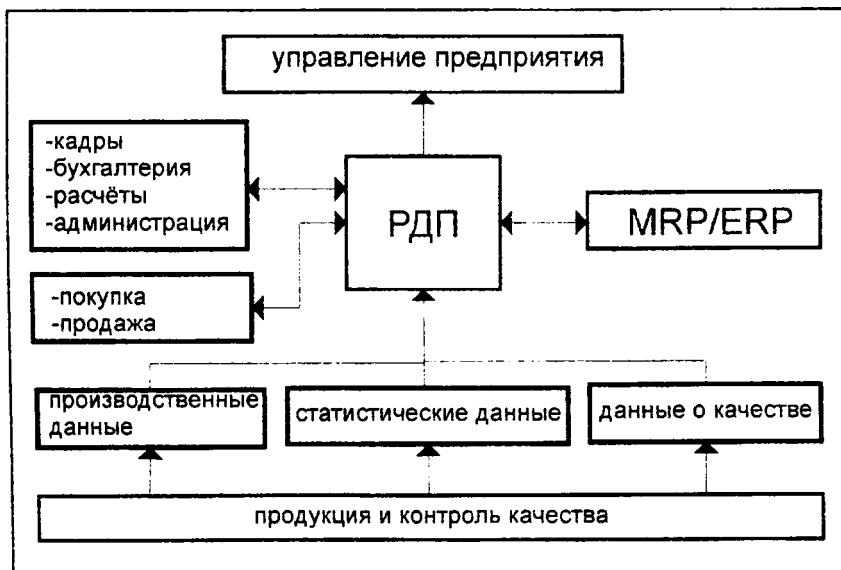 управление предприятия
-кадры
-бухгалтерия
-расчёты
-администрация
РДП
MRP/ERP
-покупка
-продажа
производственные
данные
статистические данные
данные о качестве
продукция и контроль качества